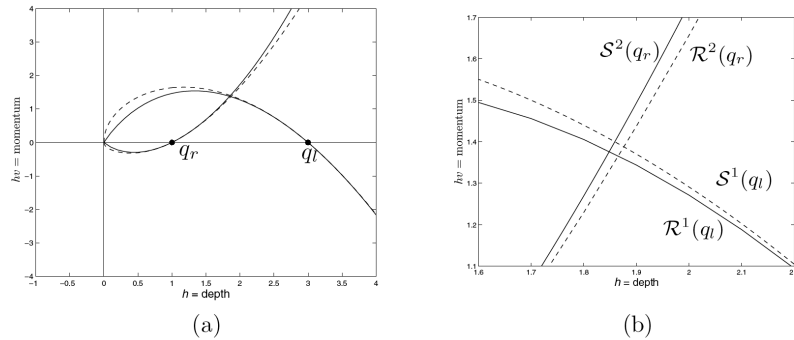 4
3
2
1
0
-1
-2
-3
-4
hv = momentum
q_r
q_l
-1 -0.5 0 0.5 1 1.5 2 2.5 3 3.5 4
h = depth
(a)
1.7
1.6
1.5
1.4
1.3
1.2
1.1
hv = momentum
S^2(q_r)
R^2(q_r)
S^1(q_l)
R^1(q_l)
1.6 1.7 1.8 1.9 2 2.1 2.2
h = depth
(b)